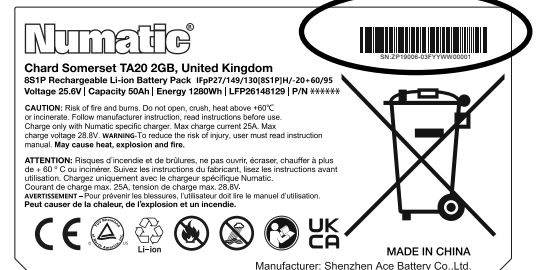 Numatic®
SN:ZP19006-03FYYWW00001
Chard Somerset TA20 2GB, United Kingdom
8S1P Rechargeable Li-ion Battery Pack IFpP27/149/130[8S1P]H/-20+60/95
Voltage 25.6V | Capacity 50Ah | Energy 1280Wh | LFP26148129 | P/N ******
CAUTION: Risk of fire and burns. Do not open, crush, heat above +60℃
or incinerate. Follow manufacturer instruction, read instructions before use.
Charge only with Numatic specific charger. Max charge current 25A. Max
charge voltage 28.8V. WARNING-To reduce the risk of injury, user must read instruction
manual. May cause heat, explosion and fire.
ATTENTION: Risques d'incendie et de brûlures, ne pas ouvrir, écraser, chauffer à plus
de + 60 ° C ou incinérer. Suivez les instructions du fabricant, lisez les instructions avant
utilisation. Chargez uniquement avec le chargeur spécifique Numatic.
Courant de charge max. 25A, tension de charge max. 28.8V.
AVERTISSEMENT – Pour prévenir les blessures, l'utilisateur doit lire le manuel d'utilisation.
Peut causer de la chaleur, de l'explosion et un incendie.
CE
c
US
Li-ion
UK
CA
MADE IN CHINA
Manufacturer: Shenzhen Ace Battery Co.,Ltd.